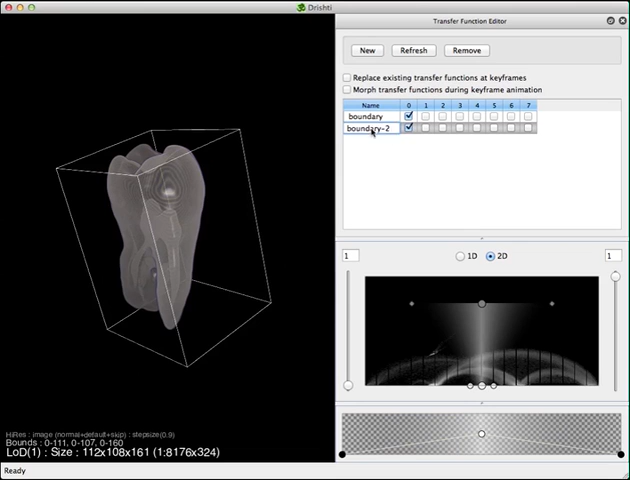 Drishti
Transfer Function Editor
New Refresh Remove
Replace existing transfer functions at keyframes
Morph transfer functions during keyframe animation
Name 0 1 2 3 4 5 6 7
boundary
boundary-2
1 1D 2D 1
HiRes : image (normal+default+skip) : stepsize(0.9)
Bounds : 0-111, 0-107, 0-160
LoD(1) : Size : 112x108x161 (1:8176x324)
Ready